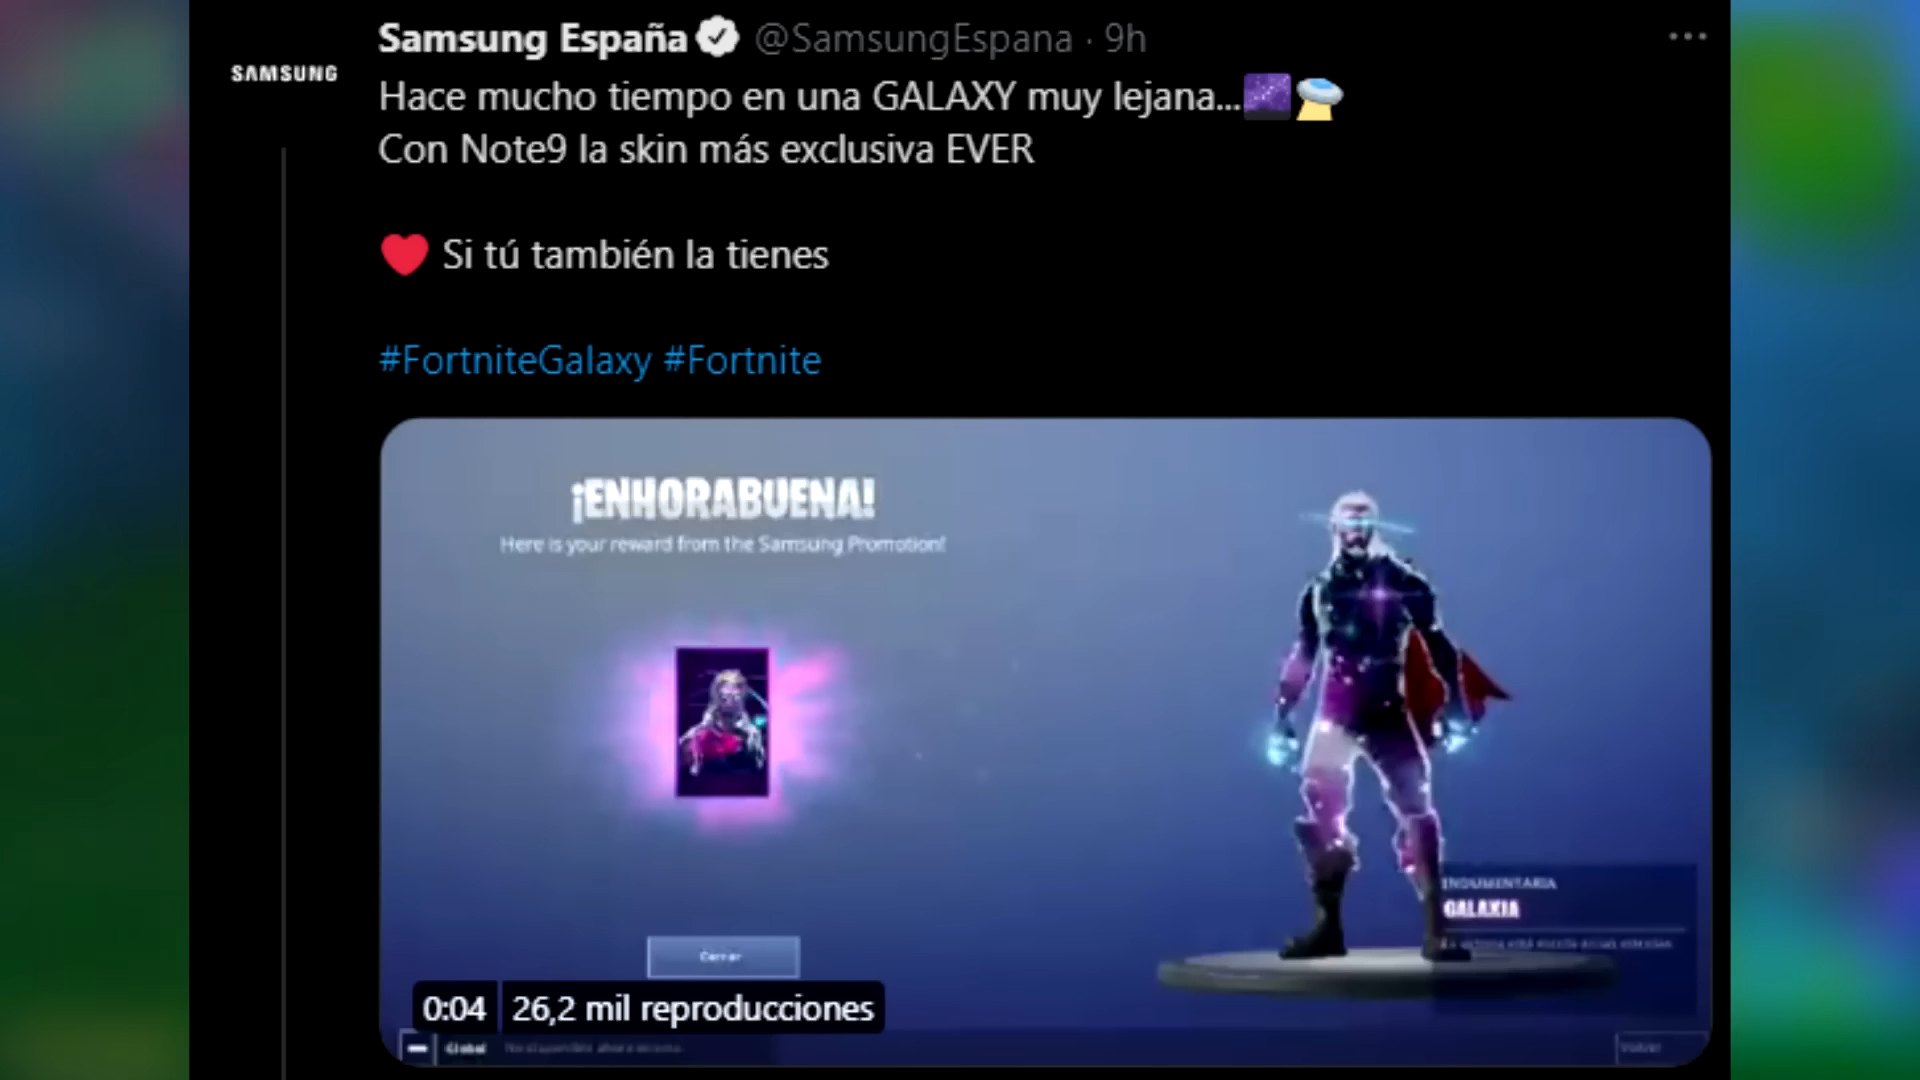 Samsung España @SamsungEspana · 9h
SAMSUNG
Hace mucho tiempo en una GALAXY muy lejana...
Con Note9 la skin más exclusiva EVER
Si tú también la tienes
#FortniteGalaxy #Fortnite
¡ENHORABUENA!
Here is your reward from the Samsung Promotion!
INDUMENTARIA
GALAXIA
Cerrar
0:04 26,2 mil reproducciones
Global
Volver